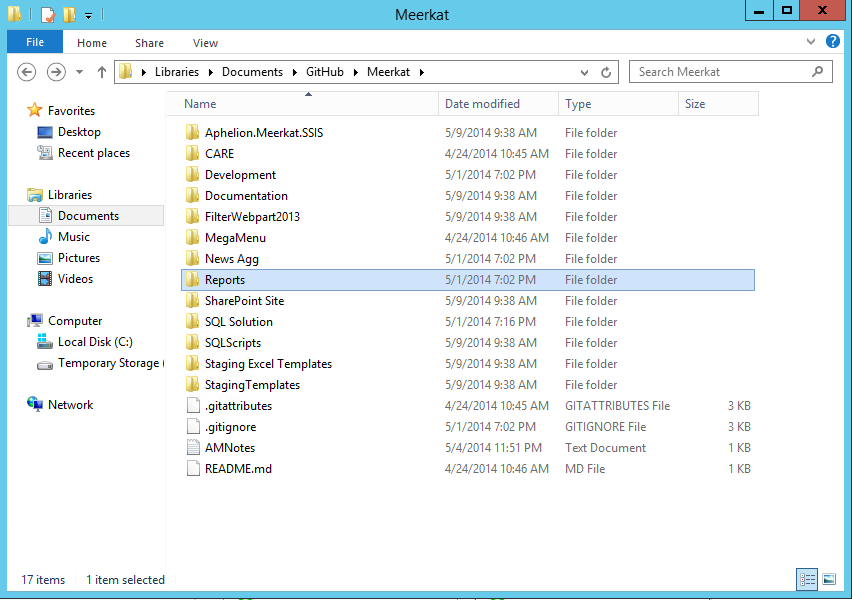 Meerkat
File Home Share View
Libraries Documents GitHub Meerkat Search Meerkat
Name Date modified Type Size
Favorites
Desktop
Recent places
Libraries
Documents
Music
Pictures
Videos
Computer
Local Disk (C:)
Temporary Storage (
Network
Aphelion.Meerkat.SSIS 5/9/2014 9:38 AM File folder
CARE 4/24/2014 10:45 AM File folder
Development 5/1/2014 7:02 PM File folder
Documentation 5/9/2014 9:38 AM File folder
FilterWebpart2013 5/9/2014 9:38 AM File folder
MegaMenu 4/24/2014 10:46 AM File folder
News Agg 5/1/2014 7:02 PM File folder
Reports 5/1/2014 7:02 PM File folder
SharePoint Site 5/9/2014 9:38 AM File folder
SQL Solution 5/1/2014 7:16 PM File folder
SQLScripts 5/9/2014 9:38 AM File folder
Staging Excel Templates 5/9/2014 9:38 AM File folder
StagingTemplates 5/9/2014 9:38 AM File folder
.gitattributes 4/24/2014 10:45 AM GITATTRIBUTES File 3 KB
.gitignore 5/1/2014 7:02 PM GITIGNORE File 3 KB
AMNotes 5/4/2014 11:51 PM Text Document 1 KB
README.md 4/24/2014 10:46 AM MD File 1 KB
17 items 1 item selected